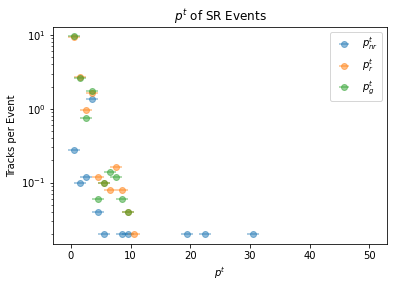 p^t of SR Events
10^1
10^0
10^-1
Tracks per Event
p^t_nr
p^t_r
p^t_g
0 10 20 30 40 50
p^t